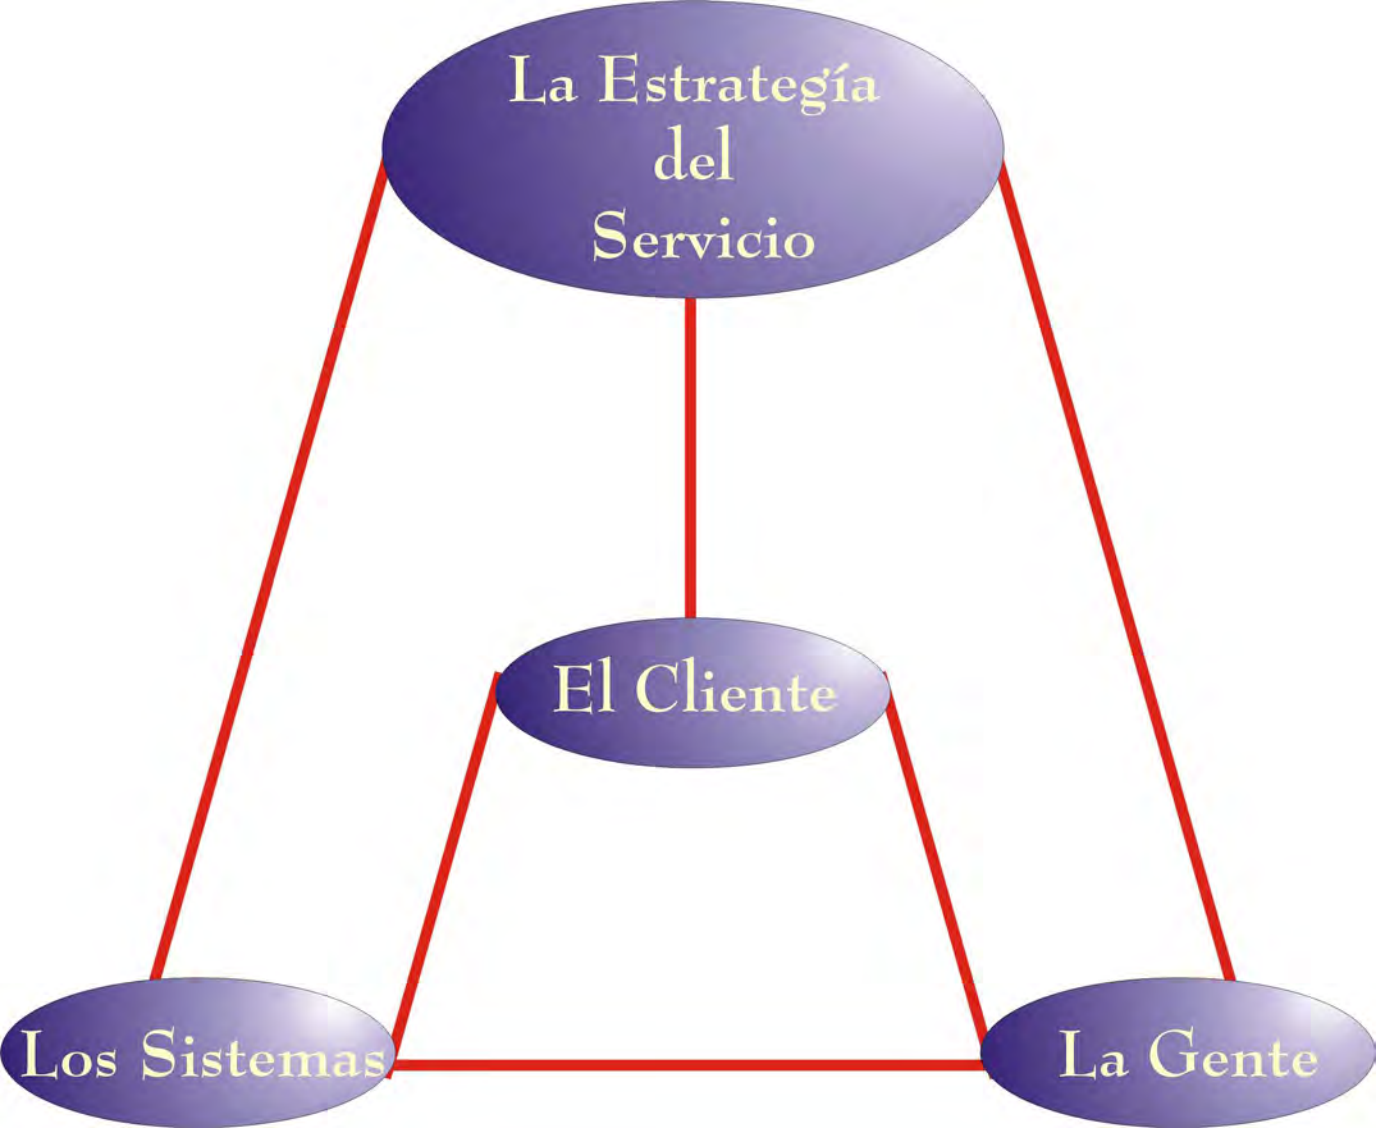 La Estrategía
del
Servicio
El Cliente
Los Sistemas
La Gente